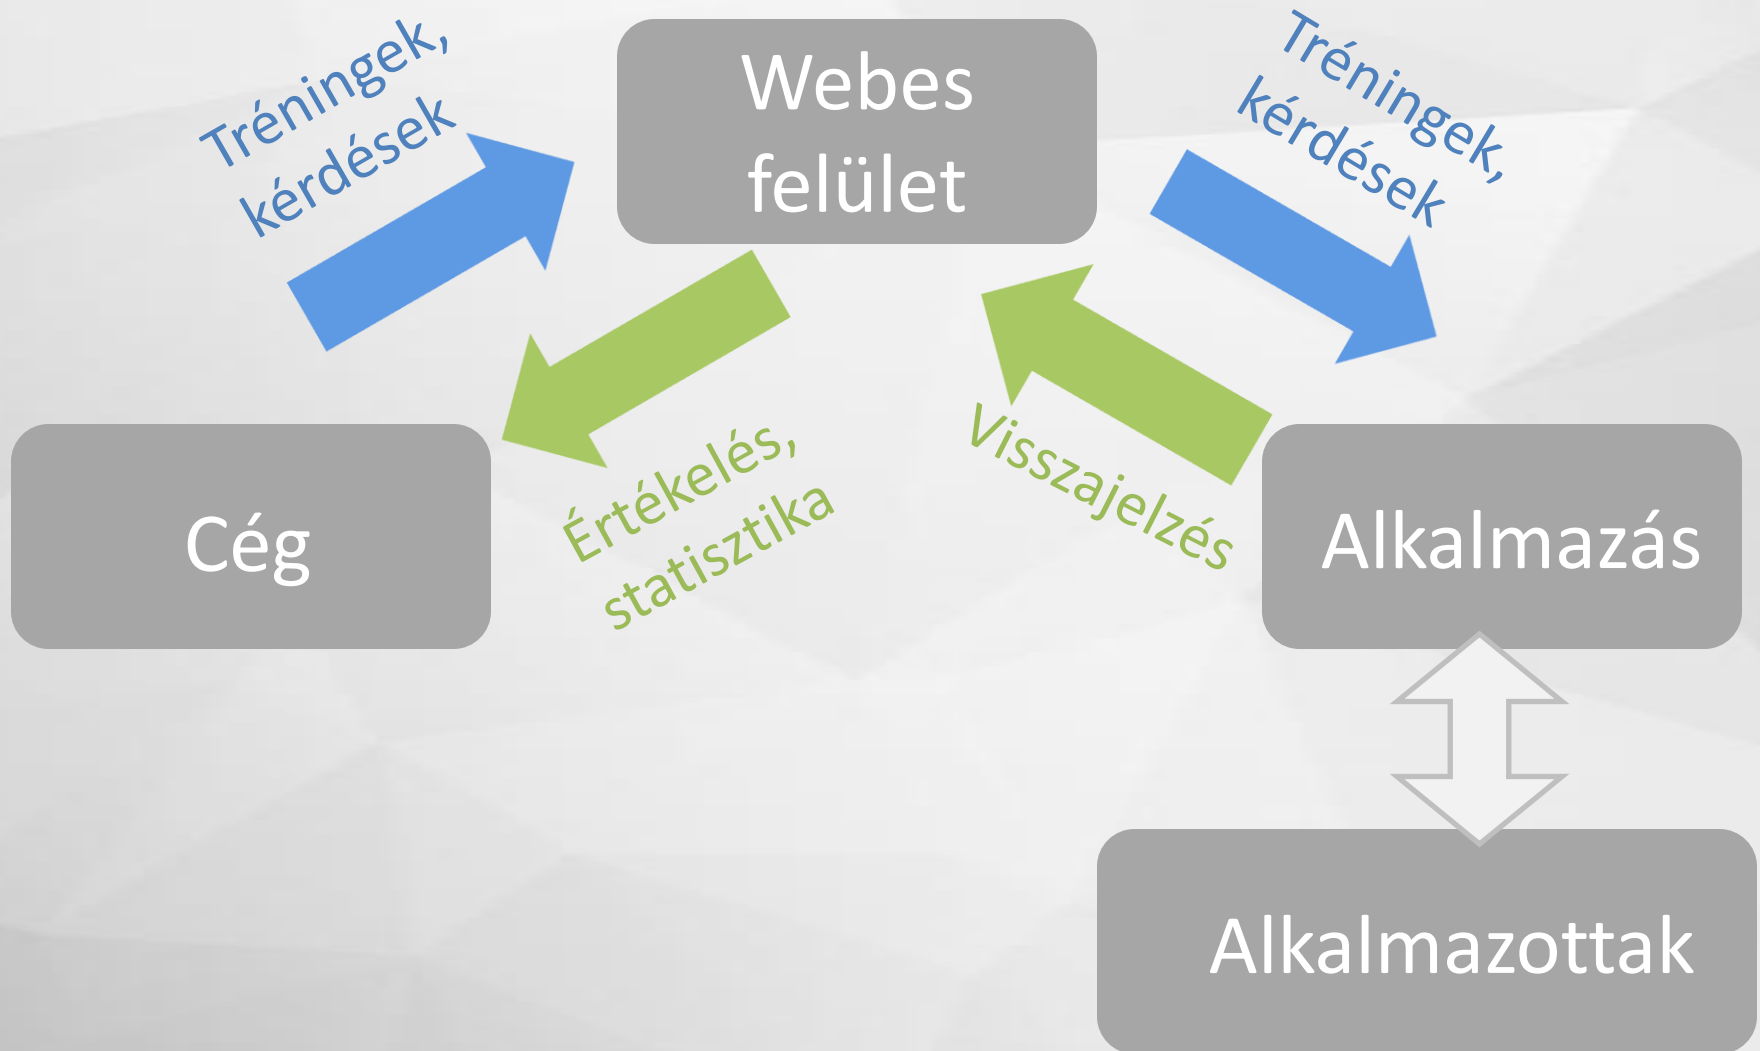 Tréningek,
kérdések
Webes
felület
Tréningek,
kérdések
Cég
Értékelés,
statisztika
Visszajelzés
Alkalmazás
Alkalmazottak